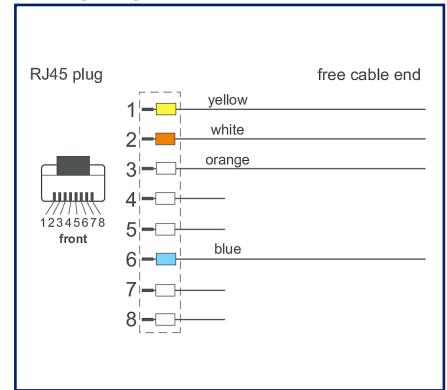 RJ45 plug
free cable end
1 yellow
2 white
3 orange
4
5
6 blue
7
8
12345678
front